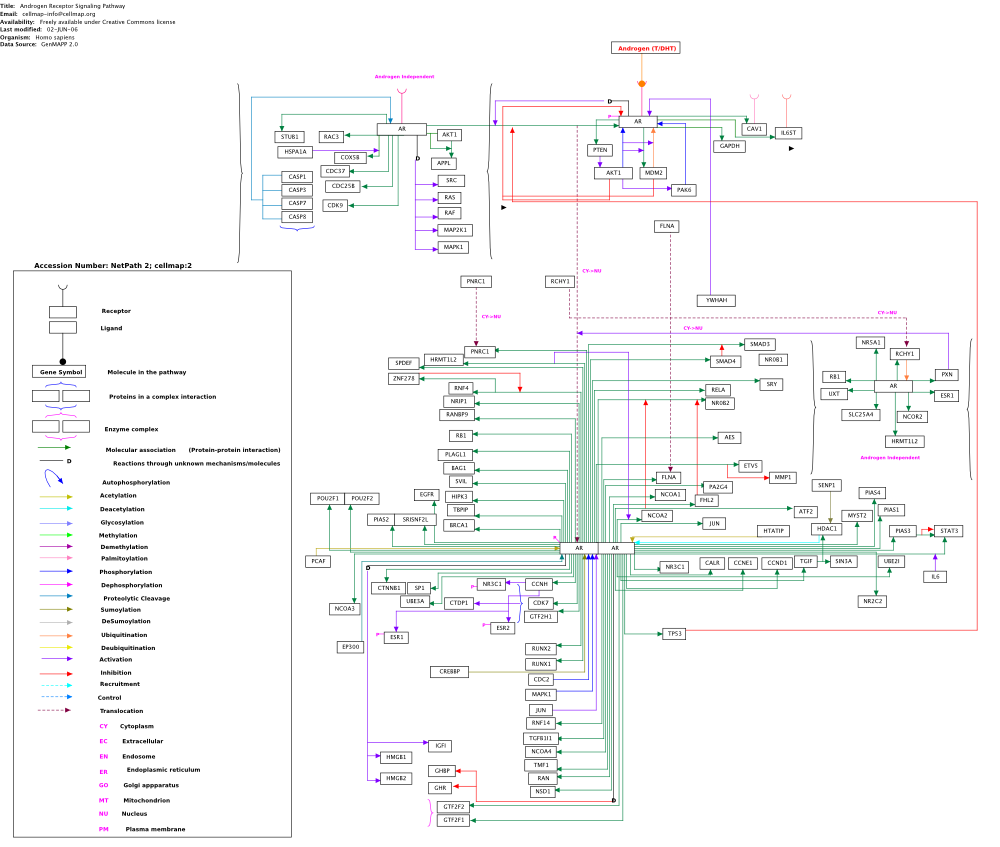 Title: Androgen Receptor Signaling Pathway
Email: cellmap-info@cellmap.org
Availability: Freely available under Creative Commons license
Last modified: 02-JUN-06
Organism: Homo sapiens
Data Source: GenMAPP 2.0
Androgen (T/DHT)
Androgen Independent
D
P
AR
AR
CAV1
IL6ST
STUB1
RAC3
AKT1
GAPDH
HSPA1A
COX5B
D
APPL
PTEN
CASP1
CDC37
SRC
AKT1
MDM2
CASP3
CDC25B
RAS
PAK6
CASP7
CDK9
RAF
CASP8
MAP2K1
MAPK1
FLNA
Accession Number: NetPath 2; cellmap:2
CY->NU
PNRC1
RCHY1
YWHAH
Receptor
Ligand
Gene Symbol
Molecule in the pathway
Proteins in a complex interaction
Enzyme complex
Molecular association (Protein-protein interaction)
D
Reactions through unknown mechanisms/molecules
Autophosphorylation
Acetylation
Deacetylation
Glycosylation
Methylation
Demethylation
Palmitoylation
Phosphorylation
Dephosphorylation
Proteolytic Cleavage
Sumoylation
DeSumoylation
Ubiquitination
Deubiquitination
Activation
Inhibition
Recruitment
Control
Translocation
CY Cytoplasm
EC Extracellular
EN Endosome
ER Endoplasmic reticulum
GO Golgi appparatus
MT Mitochondrion
NU Nucleus
PM Plasma membrane
CY->NU
CY->NU
CY->NU
PNRC1
SMAD3
NR5A1
RCHY1
SPDEF
HRMT1L2
SMAD4
NR0B1
ZNF278
RB1
AR
PXN
RNF4
SRY
UXT
ESR1
NRIP1
RELA
NR0B2
RANBP9
SLC25A4
NCOR2
RB1
AES
HRMT1L2
PLAGL1
Androgen Independent
BAG1
ETV5
SVIL
FLNA
MMP1
HIPK3
NCOA1
PA2G4
SENP1
POU2F1
POU2F2
EGFR
FHL2
PIAS4
TBPIP
NCOA2
ATF2
PIAS1
PIAS2
SRISNF2L
BRCA1
JUN
HTATIP
HDAC1
MYST2
PIAS3
STAT3
AR
AR
PCAF
D
NR3C1
CALR
CCNE1
CCND1
TGIF
SIN3A
UBE2I
IL6
CTNNB1
SP1
P
NR3C1
CCNH
NCOA3
UBE3A
CTDP1
CDK7
NR2C2
GTF2H1
P
ESR1
P
ESR2
TP53
EP300
RUNX2
RUNX1
CREBBP
CDC2
MAPK1
JUN
RNF14
TGFB1I1
IGFI
NCOA4
HMGB1
TMF1
GHBP
RAN
HMGB2
GHR
NSD1
D
GTF2F2
GTF2F1